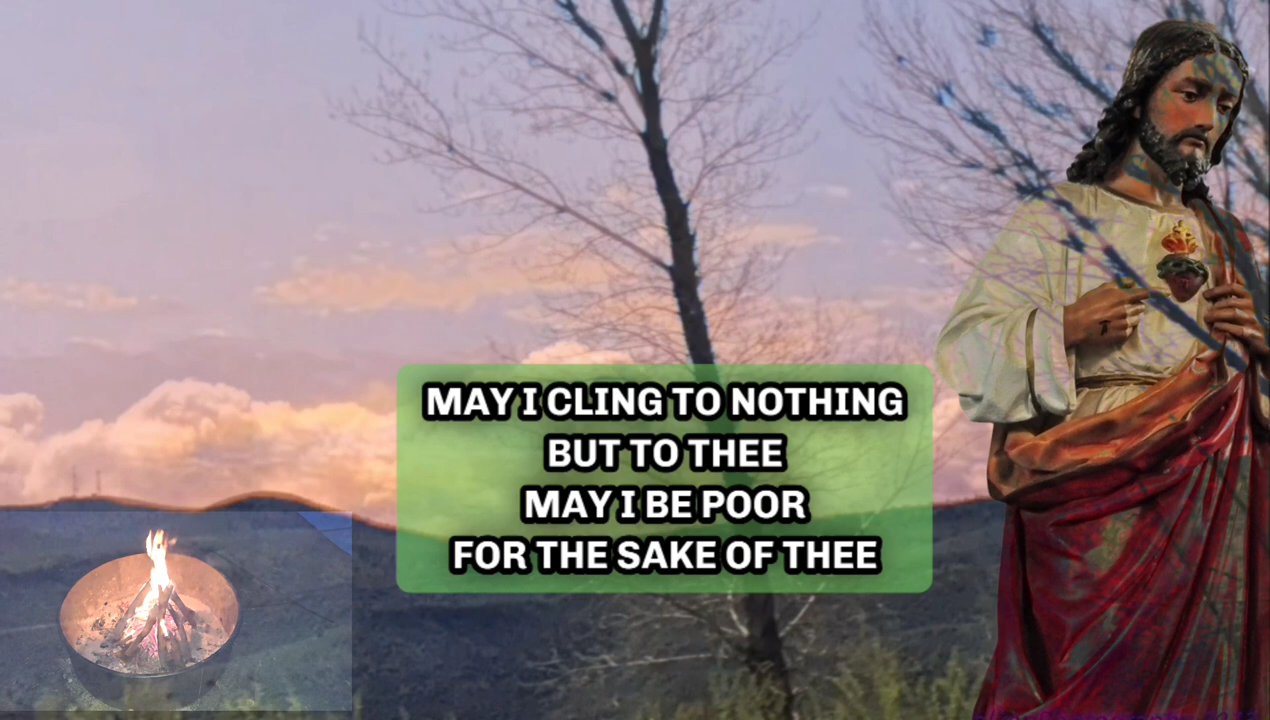 MAY I CLING TO NOTHING
BUT TO THEE
MAY I BE POOR
FOR THE SAKE OF THEE